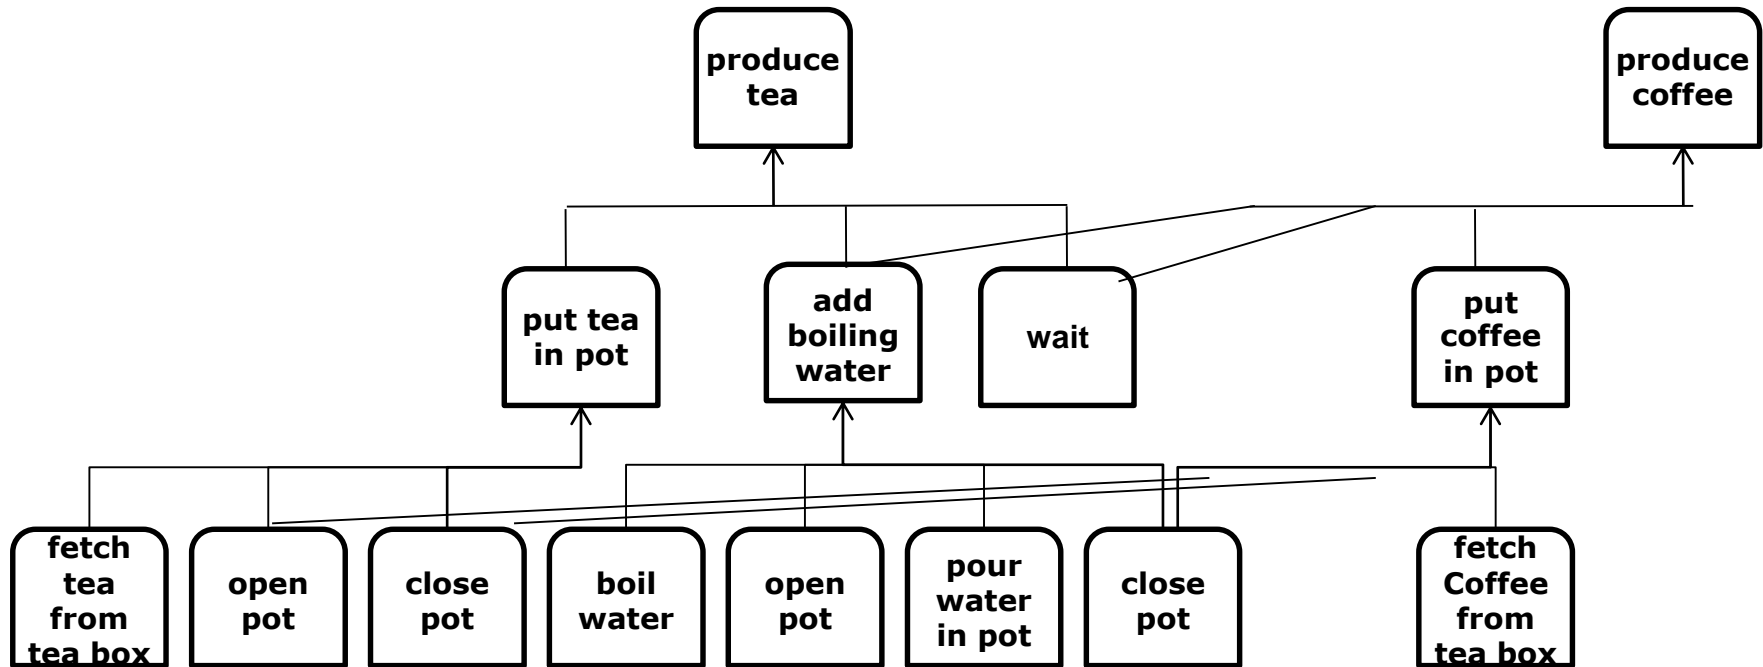 produce
tea
produce
coffee
put tea
in pot
add
boiling
water
wait
put
coffee
in pot
fetch
tea
from
tea box
open
pot
close
pot
boil
water
open
pot
pour
water
in pot
close
pot
fetch
Coffee
from
tea box